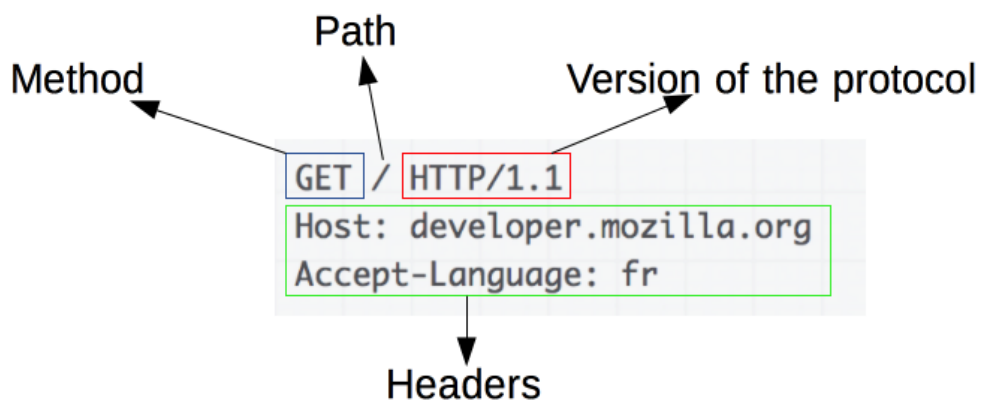 Path
Method
Version of the protocol
GET / HTTP/1.1
Host: developer.mozilla.org
Accept-Language: fr
Headers